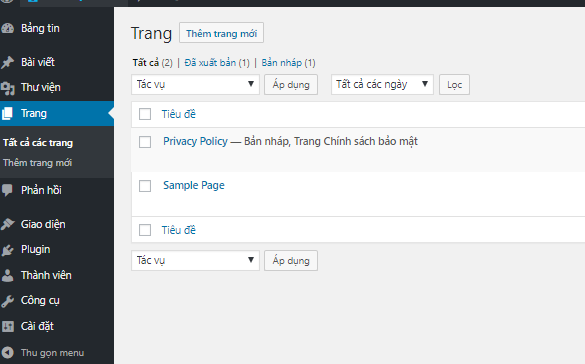 Bảng tin
Bài viết
Thư viện
Trang
Tất cả các trang
Thêm trang mới
Phản hồi
Giao diện
Plugin
Thành viên
Công cụ
Cài đặt
Thu gọn menu
Trang Thêm trang mới
Tất cả (2) | Đã xuất bản (1) | Bản nháp (1)
Tác vụ Áp dụng Tất cả các ngày Lọc
Tiêu đề
Privacy Policy — Bản nháp, Trang Chính sách bảo mật
Sample Page
Tiêu đề
Tác vụ Áp dụng